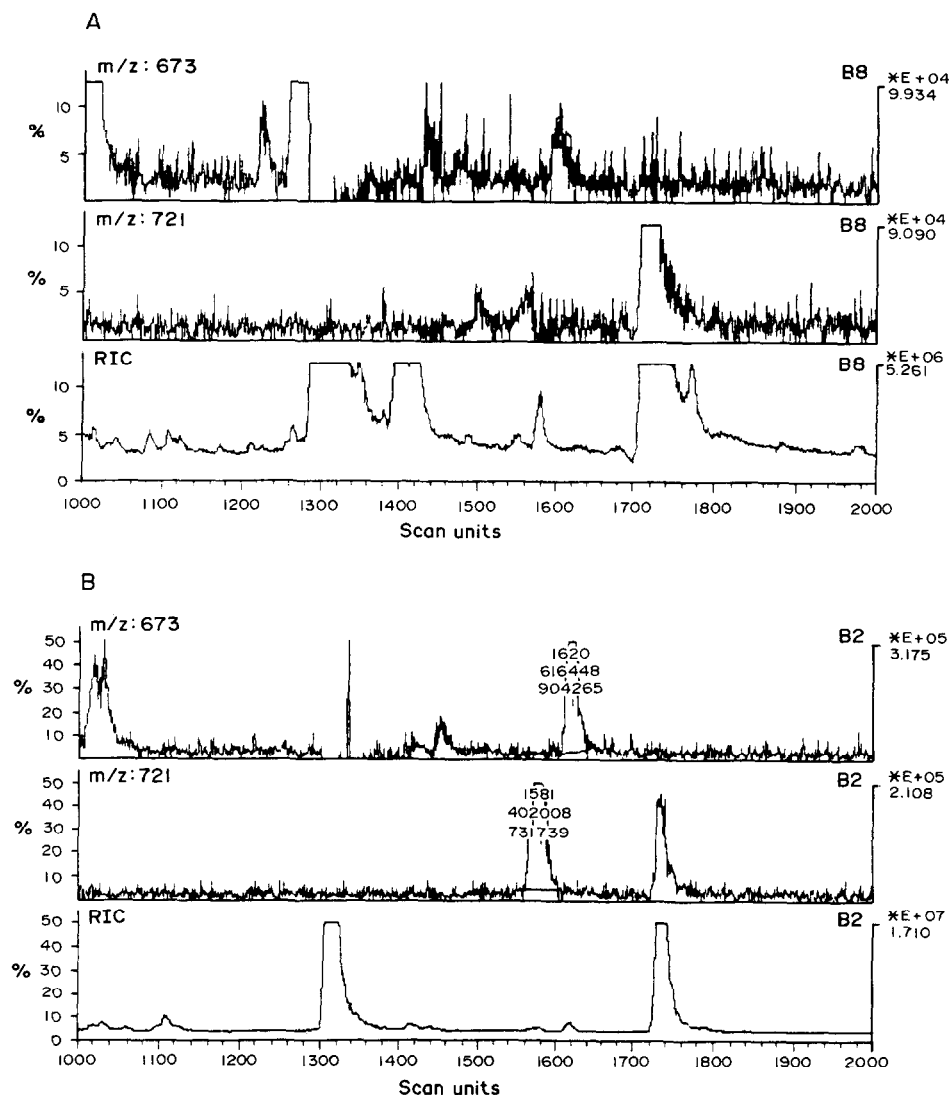 A
m/z: 673
B8
*E+04
9.934
10
%
5
m/z: 721
B8
*E+04
9.090
10
%
5
RIC
B8
*E+06
5.261
10
%
5
0
1000 1100 1200 1300 1400 1500 1600 1700 1800 1900 2000
Scan units
B
m/z: 673
B2
*E+05
3.175
50
40
30
%
20
10
1620
616448
904265
m/z: 721
B2
*E+05
2.108
50
40
30
%
20
10
1581
402008
731739
RIC
B2
*E+07
1.710
50
40
30
%
20
10
0
1000 1100 1200 1300 1400 1500 1600 1700 1800 1900 2000
Scan units